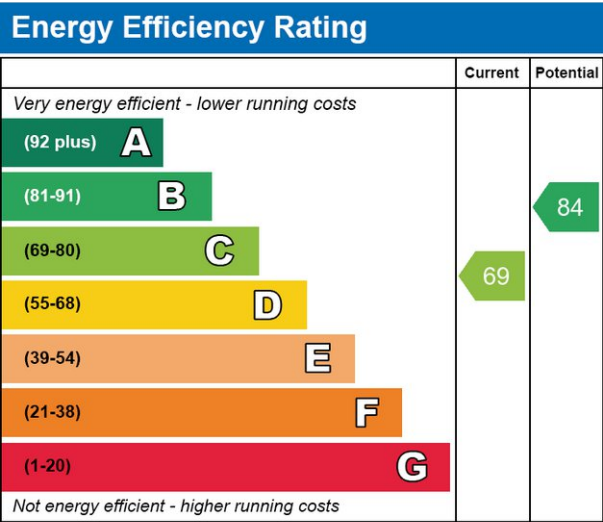 Energy Efficiency Rating
Current Potential
Very energy efficient - lower running costs
(92 plus) A
(81-91) B
84
(69-80) C
69
(55-68) D
(39-54) E
(21-38) F
(1-20) G
Not energy efficient - higher running costs